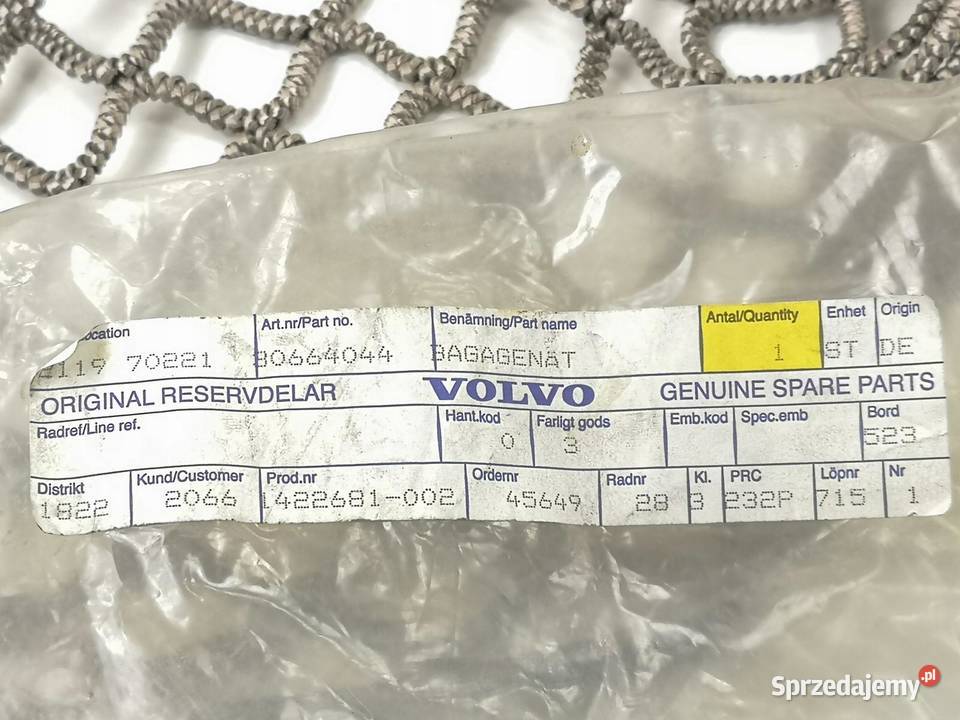 ocation Art.nr/Part no. Benämning/Part name Antal/Quantity Enhet Origin
2119 70221 30664044 BAGAGENÄT 1 ST DE
ORIGINAL RESERVDELAR VOLVO GENUINE SPARE PARTS
Radref/Line ref. Hant.kod Farligt gods Emb.kod Spec.emb Bord
0 3 523
Distrikt Kund/Customer Prod.nr Ordernr Radnr Kl. PRC Löpnr Nr
1822 2066 1422681-002 45649 28 3 232P 715 1
Sprzedajemy.pl